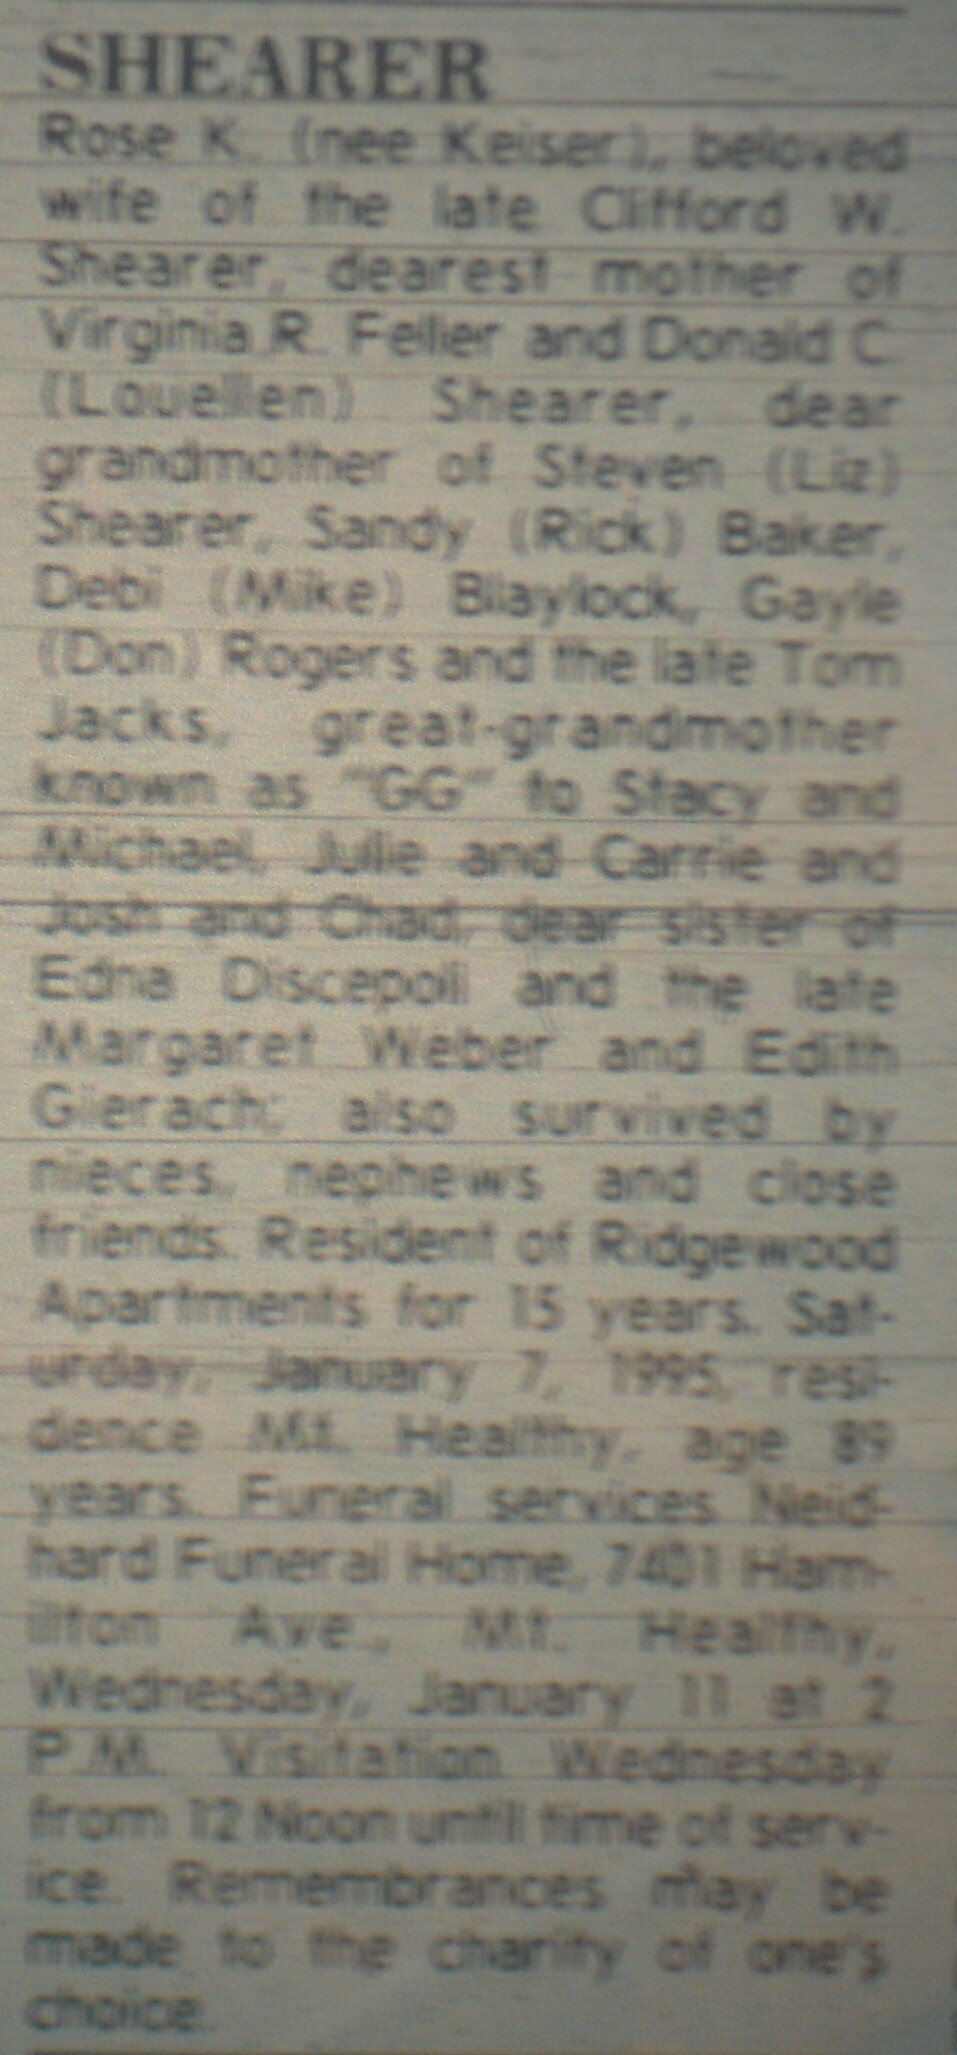 SHEARER
Rose K. (nee Keiser), beloved
wife of the late Clifford W.
Shearer, dearest mother of
Virginia R. Feller and Donald C.
(Louellen) Shearer, dear
grandmother of Steven (Liz)
Shearer, Sandy (Rick) Baker,
Debi (Mike) Blaylock, Gayle
(Don) Rogers and the late Tom
Jacks, great-grandmother
known as "GG" to Stacy and
Michael, Julie and Carrie and
Josh and Chad, dear sister of
Edna Discepoli and the late
Margaret Weber and Edith
Gierach; also survived by
nieces, nephews and close
friends. Resident of Ridgewood
Apartments for 15 years. Sat-
urday, January 7, 1995, resi-
dence Mt. Healthy, age 89
years. Funeral services Neid-
hard Funeral Home, 7401 Ham-
ilton Ave., Mt. Healthy,
Wednesday, January 11 at 2
P.M. Visitation Wednesday
from 12 Noon until time of serv-
ice. Remembrances may be
made to the charity of one's
choice.